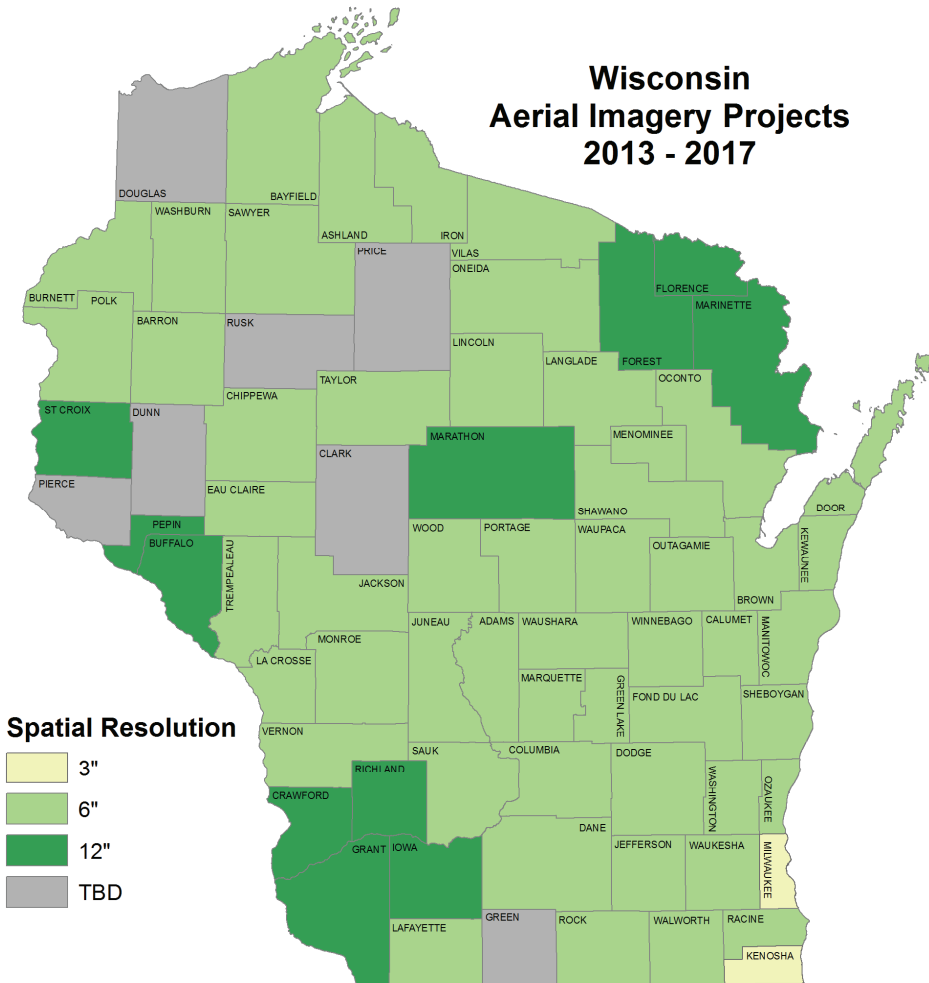 Wisconsin
Aerial Imagery Projects
2013 - 2017
DOUGLAS
BAYFIELD
WASHBURN
SAWYER
ASHLAND
IRON
PRICE
VILAS
ONEIDA
FLORENCE
MARINETTE
BURNETT
POLK
BARRON
RUSK
LINCOLN
LANGLADE
FOREST
OCONTO
TAYLOR
CHIPPEWA
ST CROIX
DUNN
MARATHON
MENOMINEE
CLARK
PIERCE
EAU CLAIRE
SHAWANO
DOOR
PEPIN
WOOD
PORTAGE
WAUPACA
BUFFALO
TREMPEALEAU
OUTAGAMIE
KEWAUNEE
JACKSON
BROWN
JUNEAU
ADAMS
WAUSHARA
WINNEBAGO
CALUMET
MANITOWOC
MONROE
LA CROSSE
MARQUETTE
GREEN LAKE
FOND DU LAC
SHEBOYGAN
VERNON
SAUK
COLUMBIA
DODGE
WASHINGTON
OZAUKEE
RICHLAND
CRAWFORD
DANE
GRANT
IOWA
JEFFERSON
WAUKESHA
MILWAUKEE
LAFAYETTE
GREEN
ROCK
WALWORTH
RACINE
KENOSHA
Spatial Resolution
3"
6"
12"
TBD